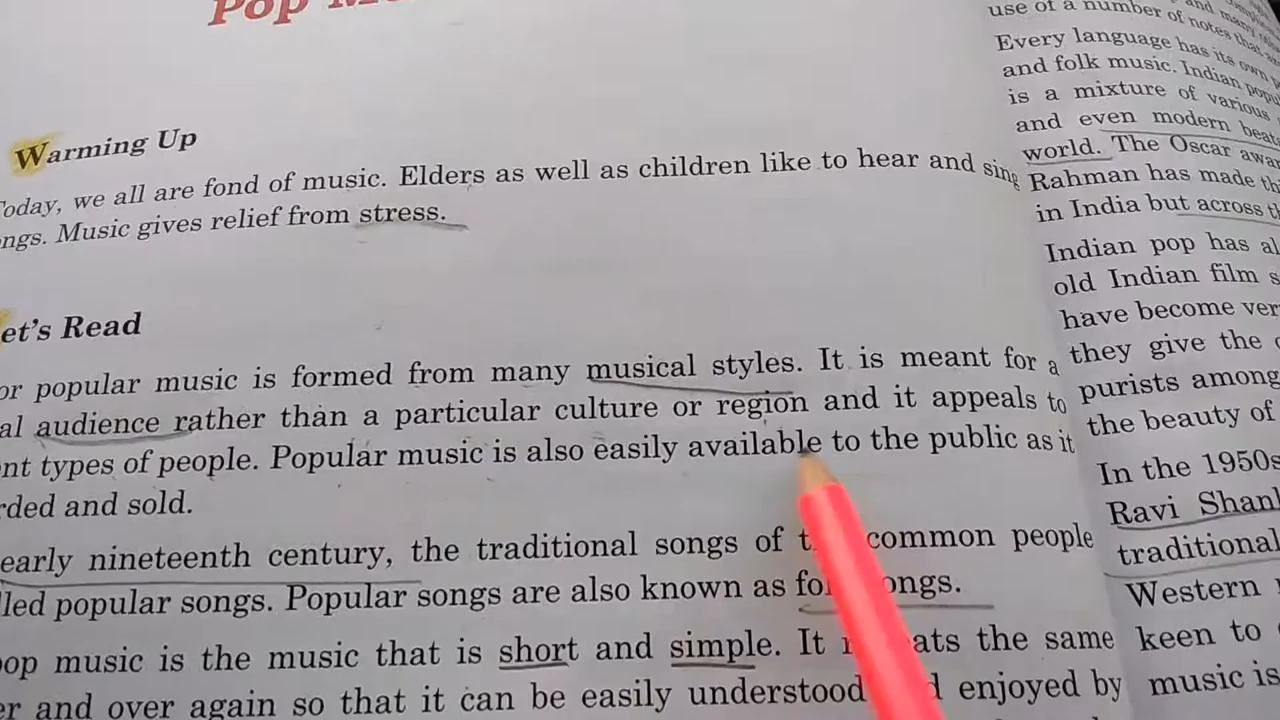 Pop
Warming Up
Today, we all are fond of music. Elders as well as children like to hear and sing
ngs. Music gives relief from stress.
et's Read
or popular music is formed from many musical styles. It is meant for a
al audience rather than a particular culture or region and it appeals to
nt types of people. Popular music is also easily available to the public as it
rded and sold.
early nineteenth century, the traditional songs of common people
led popular songs. Popular songs are also known as
pop music is the music that is short and simple. It the same
er and over again so that it can be easily understood enjoyed by
use of a number of notes that
Every language has its own
and folk music. Indian
is a mixture of various
and even modern beats
world. The Oscar
Rahman has made
in India but across
Indian pop has
old Indian film
have become
they give the
purists among
the beauty of
In the 1950s
Ravi
traditional
Western
keen to
music is